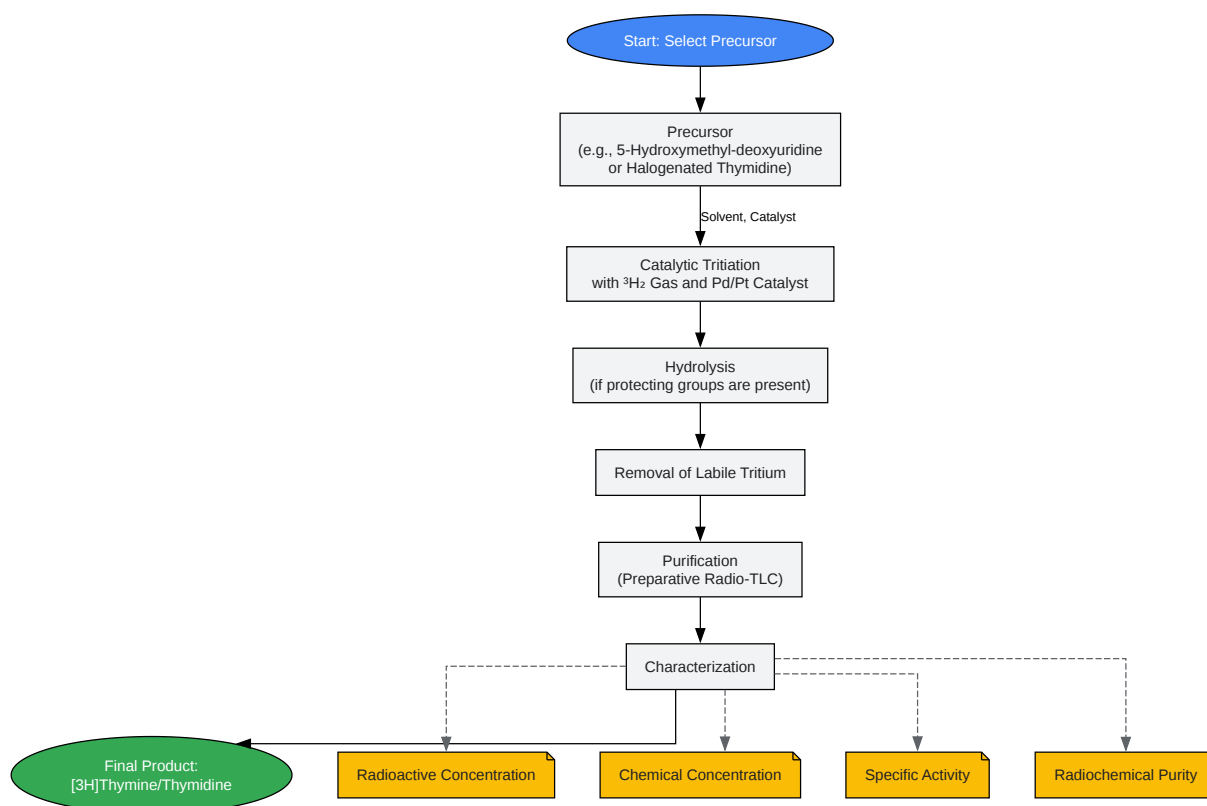 Start: Select Precursor
Precursor
(e.g., 5-Hydroxymethyl-deoxyuridine
or Halogenated Thymidine)
Solvent, Catalyst
Catalytic Tritiation
with ³H₂ Gas and Pd/Pt Catalyst
Hydrolysis
(if protecting groups are present)
Removal of Labile Tritium
Purification
(Preparative Radio-TLC)
Characterization
Final Product:
[3H]Thymine/Thymidine
Radioactive Concentration
Chemical Concentration
Specific Activity
Radiochemical Purity